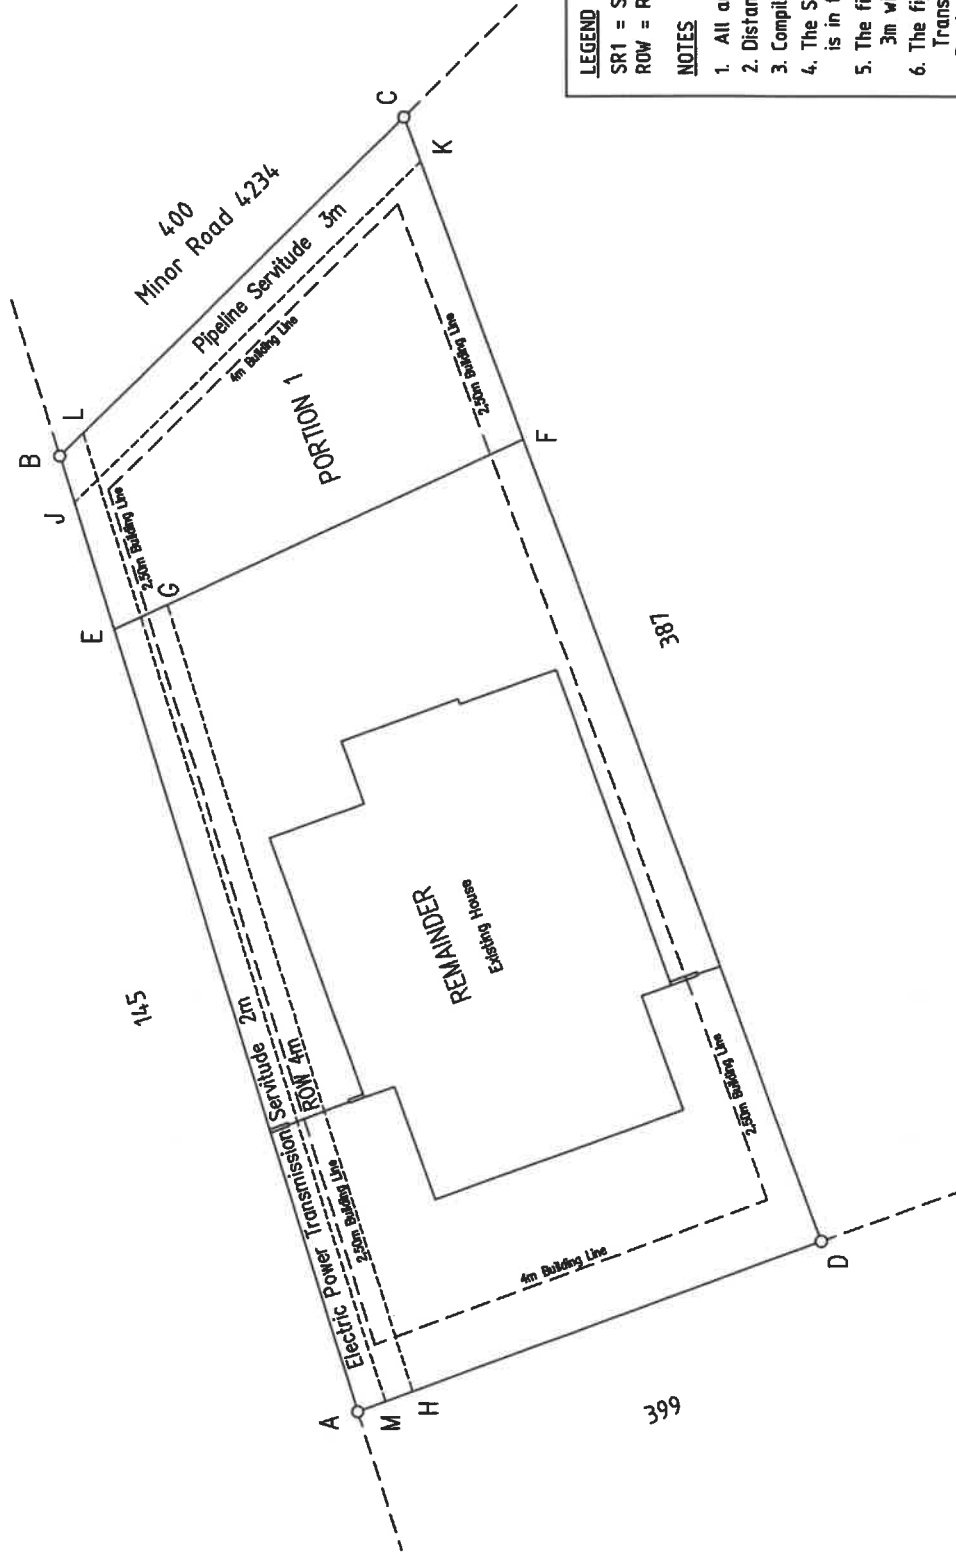 B
L
J
E
G
C
K
F
A
M
H
D
400
Minor Road 4234
Pipeline Servitude 3m
4m Building Line
2,50m Building Line
PORTION 1
2,50m Building Line
145
387
399
Electric Power Transmission Servitude 2m
ROW 4m
2,50m Building Line
REMAINDER
Existing House
2,50m Building Line
4m Building Line
LEGEND
SR1 = S
ROW = R
NOTES
1. All a
2. Distan
3. Compil
4. The S
is in t
5. The fi
3m w
6. The fi
Trans